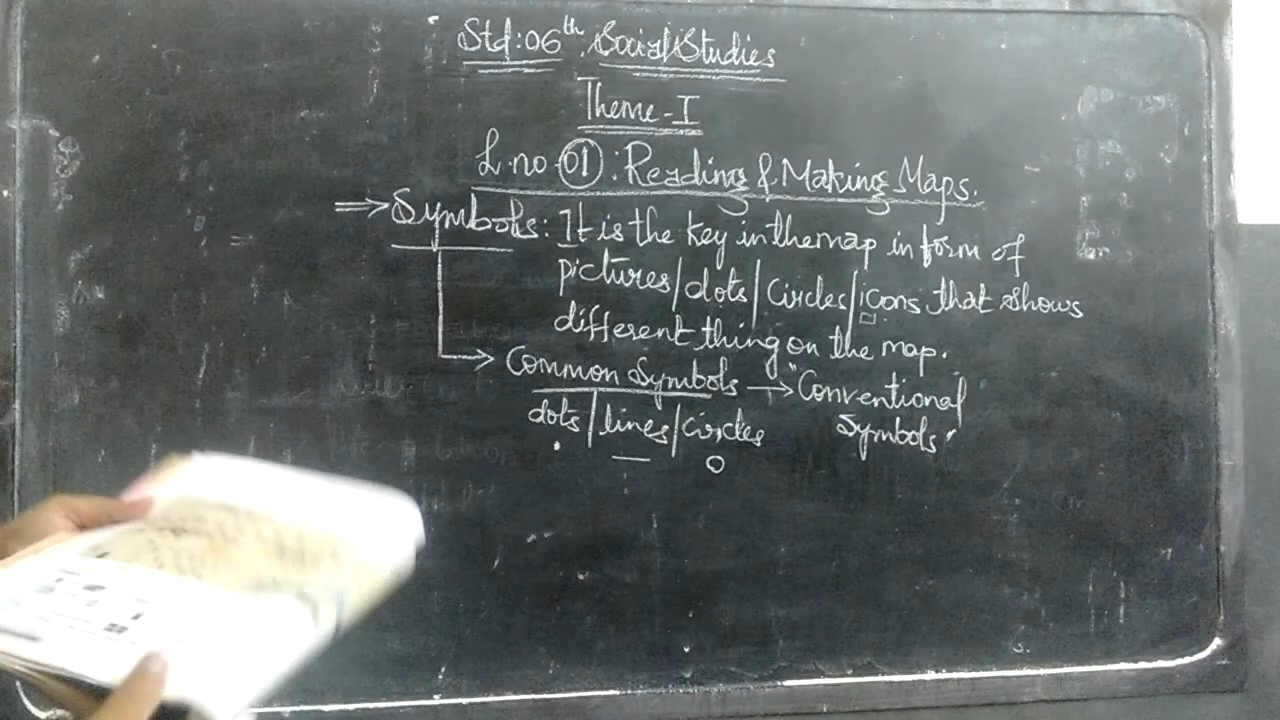 Std:06th. Social Studies
Theme-I
L.no.01: Reading & Making Maps.
⇒ Symbols: It is the key in the map in form of
pictures/dots/circles/icons that shows
different thing on the map.
→ Common Symbols → "Conventional
Symbols"
dots/lines/circles